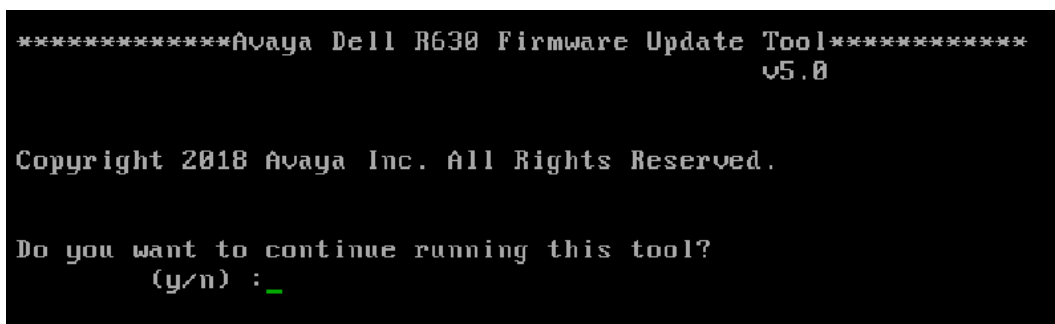 *************Avaya Dell R630 Firmware Update Tool************
v5.0
Copyright 2018 Avaya Inc. All Rights Reserved.
Do you want to continue running this tool?
(y/n) :_